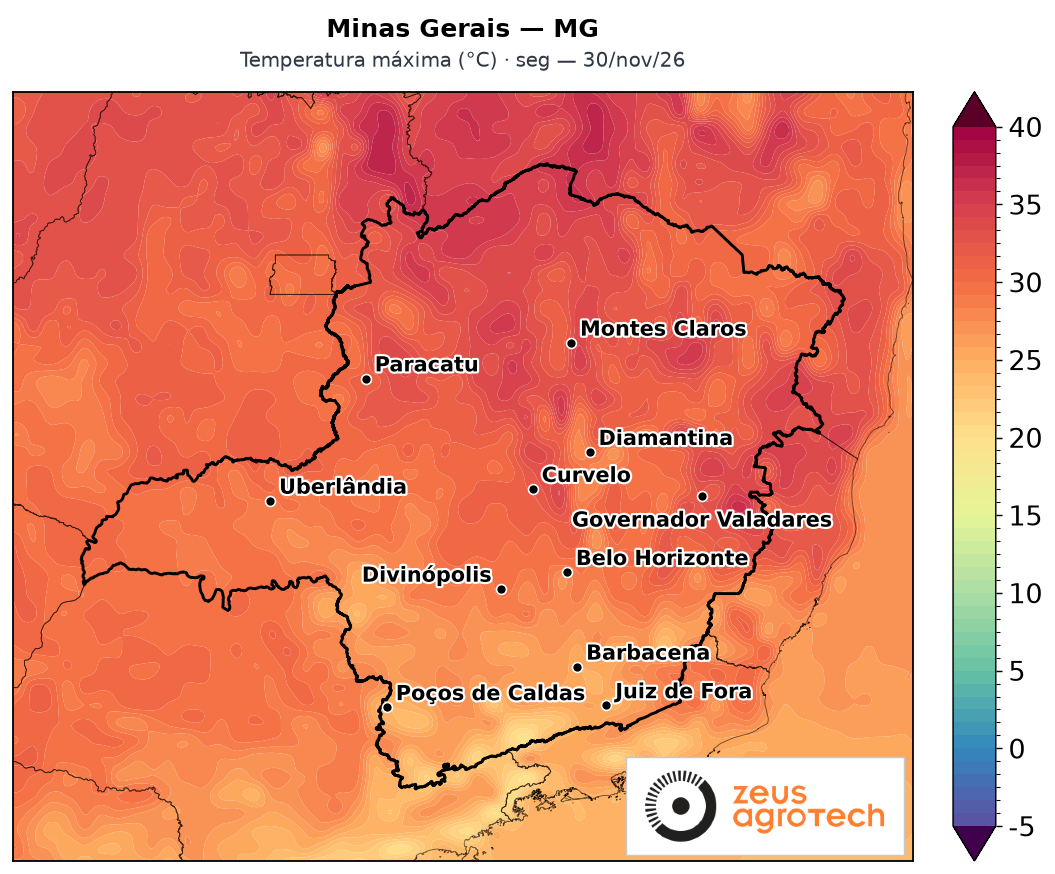 Minas Gerais — MG
Temperatura máxima (°C) · seg — 30/nov/26
40
35
30
25
20
15
10
5
0
-5
Montes Claros
Paracatu
Diamantina
Curvelo
Uberlândia
Governador Valadares
Belo Horizonte
Divinópolis
Barbacena
Poços de Caldas
Juiz de Fora
zeus
agrotech